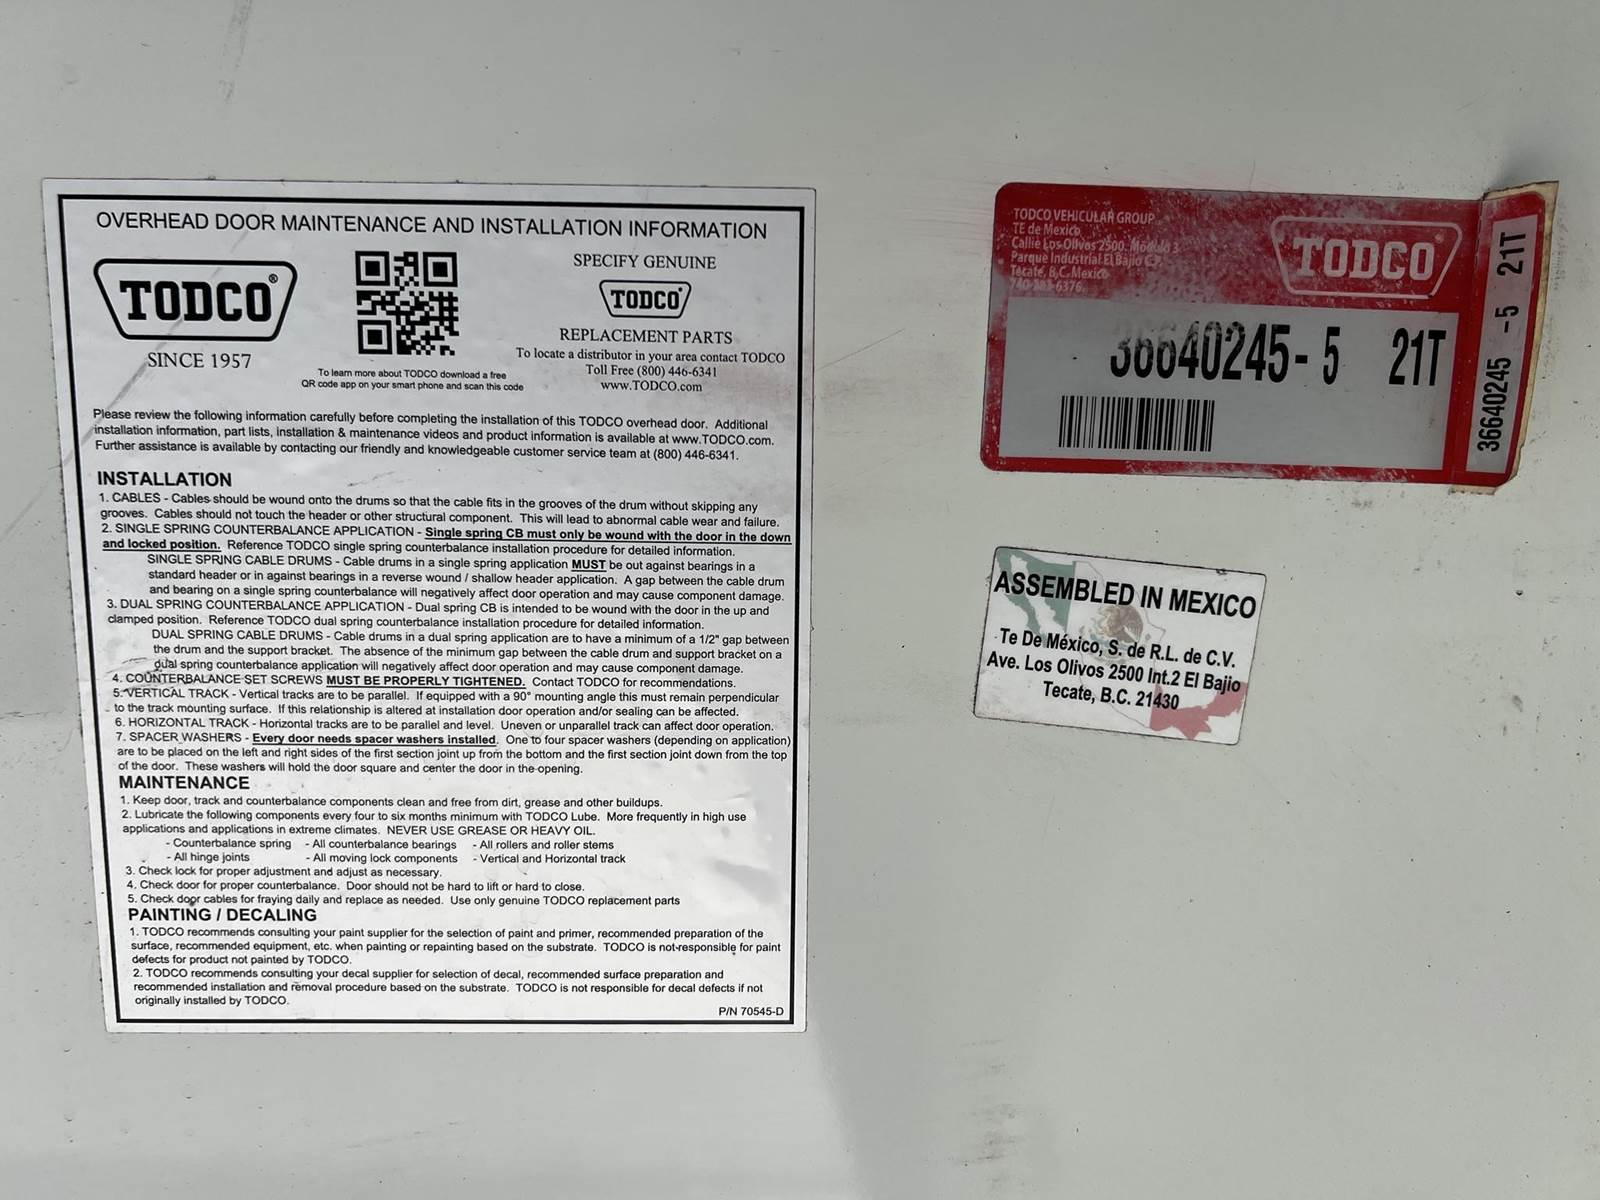 OVERHEAD DOOR MAINTENANCE AND INSTALLATION INFORMATION
TODCO®
SINCE 1957
To learn more about TODCO download a free
QR code app on your smart phone and scan this code
SPECIFY GENUINE
TODCO®
REPLACEMENT PARTS
To locate a distributor in your area contact TODCO
Toll Free (800) 446-6341
www.TODCO.com
Please review the following information carefully before completing the installation of this TODCO overhead door. Additional
installation information, part lists, installation & maintenance videos and product information is available at www.TODCO.com.
Further assistance is available by contacting our friendly and knowledgeable customer service team at (800) 446-6341.
INSTALLATION
1. CABLES - Cables should be wound onto the drums so that the cable fits in the grooves of the drum without skipping any
grooves. Cables should not touch the header or other structural component. This will lead to abnormal cable wear and failure.
2. SINGLE SPRING COUNTERBALANCE APPLICATION - Single spring CB must only be wound with the door in the down
and locked position. Reference TODCO single spring counterbalance installation procedure for detailed information.
SINGLE SPRING CABLE DRUMS - Cable drums in a single spring application MUST be out against bearings in a
standard header or in against bearings in a reverse wound / shallow header application. A gap between the cable drum
and bearing on a single spring counterbalance will negatively affect door operation and may cause component damage.
3. DUAL SPRING COUNTERBALANCE APPLICATION - Dual spring CB is intended to be wound with the door in the up and
clamped position. Reference TODCO dual spring counterbalance installation procedure for detailed information.
DUAL SPRING CABLE DRUMS - Cable drums in a dual spring application are to have a minimum of a 1/2" gap between
the drum and the support bracket. The absence of the minimum gap between the cable drum and support bracket on a
dual spring counterbalance application will negatively affect door operation and may cause component damage.
4. COUNTERBALANCE SET SCREWS MUST BE PROPERLY TIGHTENED. Contact TODCO for recommendations.
5. VERTICAL TRACK - Vertical tracks are to be parallel. If equipped with a 90° mounting angle this must remain perpendicular
to the track mounting surface. If this relationship is altered at installation door operation and/or sealing can be affected.
6. HORIZONTAL TRACK - Horizontal tracks are to be parallel and level. Uneven or unparallel track can affect door operation.
7. SPACER WASHERS - Every door needs spacer washers installed. One to four spacer washers (depending on application)
are to be placed on the left and right sides of the first section joint up from the bottom and the first section joint down from the top
of the door. These washers will hold the door square and center the door in the opening.
MAINTENANCE
1. Keep door, track and counterbalance components clean and free from dirt, grease and other buildups.
2. Lubricate the following components every four to six months minimum with TODCO Lube. More frequently in high use
applications and applications in extreme climates. NEVER USE GREASE OR HEAVY OIL.
- Counterbalance spring - All counterbalance bearings - All rollers and roller stems
- All hinge joints - All moving lock components - Vertical and Horizontal track
3. Check lock for proper adjustment and adjust as necessary.
4. Check door for proper counterbalance. Door should not be hard to lift or hard to close.
5. Check door cables for fraying daily and replace as needed. Use only genuine TODCO replacement parts
PAINTING / DECALING
1. TODCO recommends consulting your paint supplier for the selection of paint and primer, recommended preparation of the
surface, recommended equipment, etc. when painting or repainting based on the substrate. TODCO is not responsible for paint
defects for product not painted by TODCO.
2. TODCO recommends consulting your decal supplier for selection of decal, recommended surface preparation and
recommended installation and removal procedure based on the substrate. TODCO is not responsible for decal defects if not
originally installed by TODCO.
P/N 70545-D
TODCO VEHICULAR GROUP
TE de Mexico
Callie Los Olivos 2500. Modulo 3
Parque Industrial El Bajio C.P.
Tecate, B.C. Mexico
6376.
TODCO®
36640245-5 21T
36640245 -5 21T
ASSEMBLED IN MEXICO
Te De México, S. de R.L. de C.V.
Ave. Los Olivos 2500 Int.2 El Bajio
Tecate, B.C. 21430